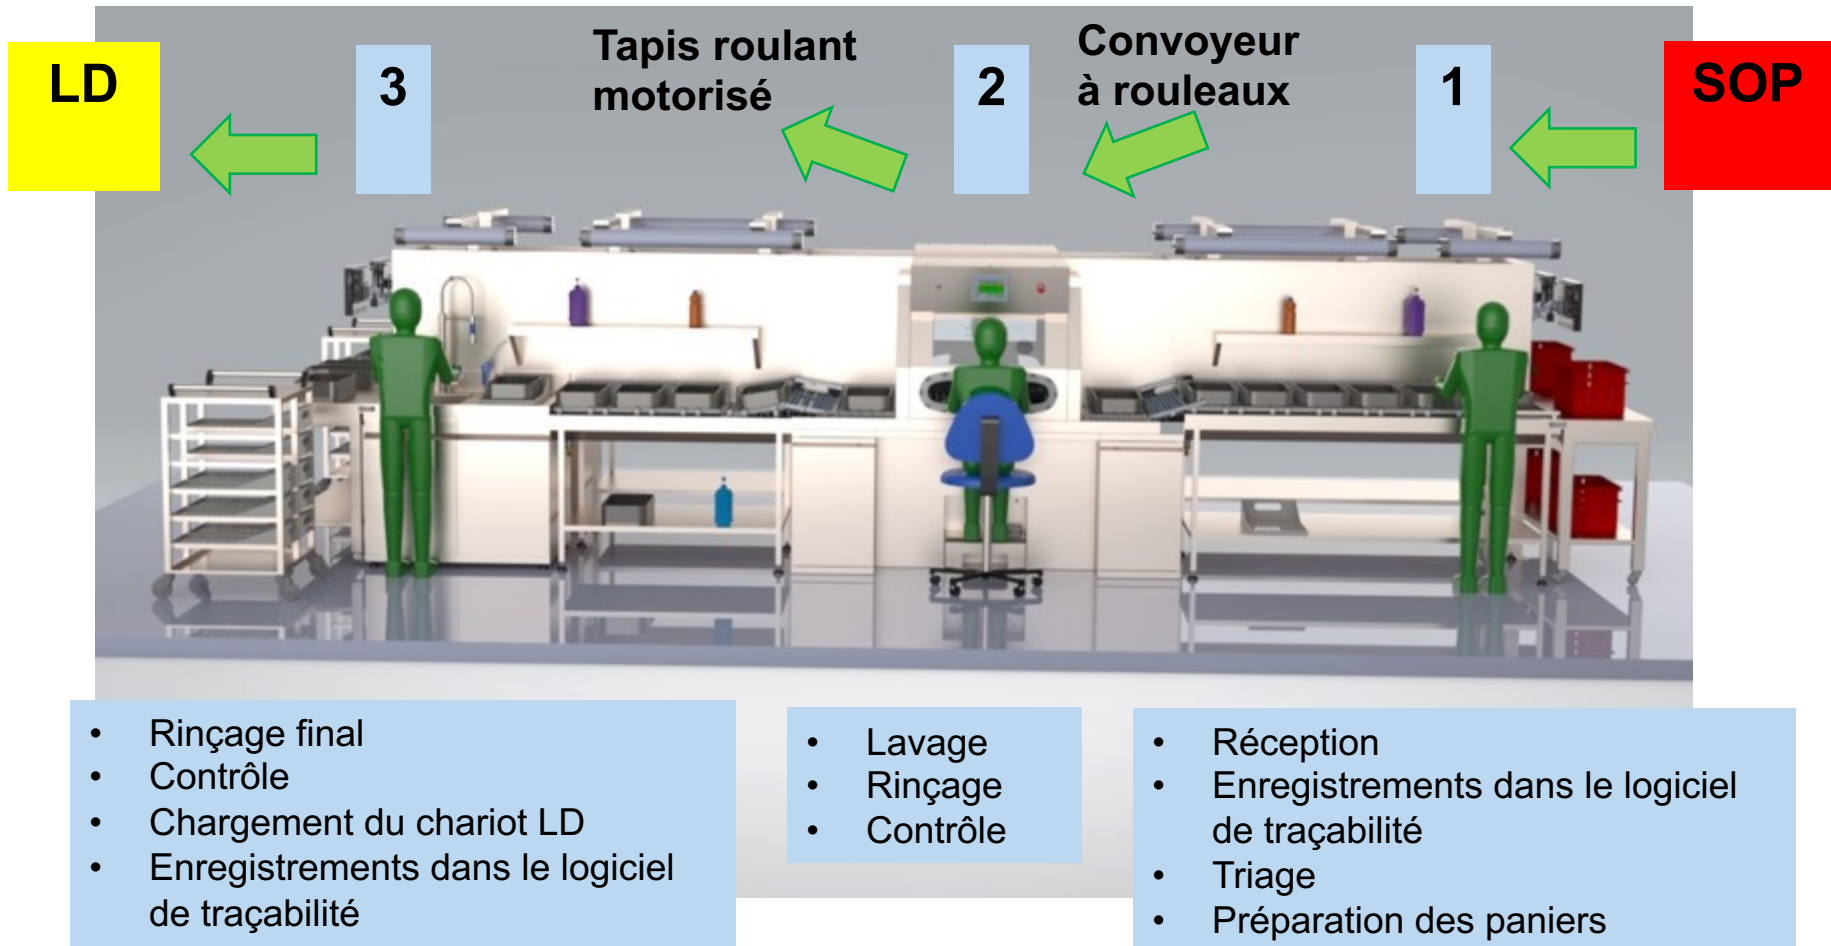 LD
3
Tapis roulant
motorisé
2
Convoyeur
à rouleaux
1
SOP
• Rinçage final
• Contrôle
• Chargement du chariot LD
• Enregistrements dans le logiciel
de traçabilité
• Lavage
• Rinçage
• Contrôle
• Réception
• Enregistrements dans le logiciel
de traçabilité
• Triage
• Préparation des paniers